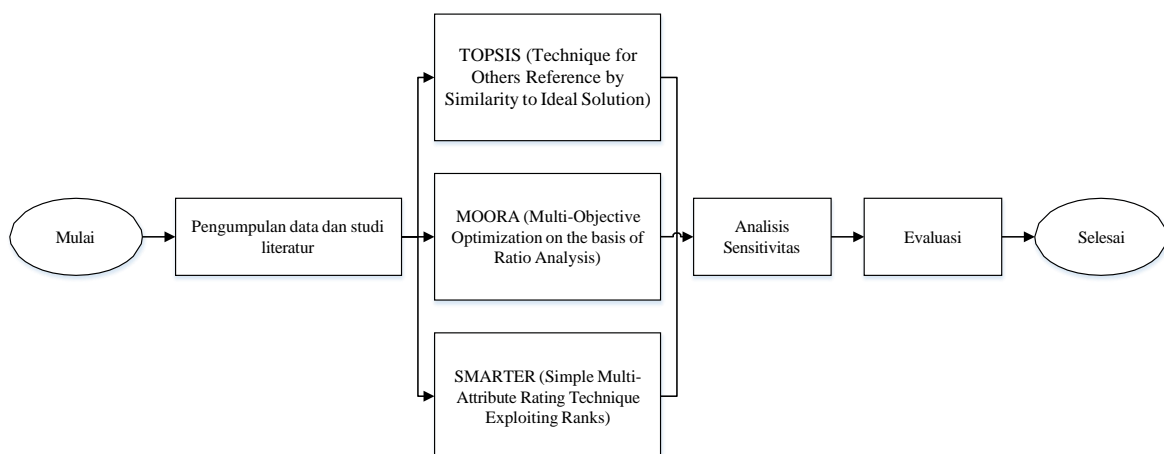 TOPSIS (Technique for
Others Reference by
Similarity to Ideal Solution)
Mulai
Pengumpulan data dan studi
literatur
MOORA (Multi-Objective
Optimization on the basis of
Ratio Analysis)
Analisis
Sensitivitas
Evaluasi
Selesai
SMARTER (Simple Multi-
Attribute Rating Technique
Exploiting Ranks)